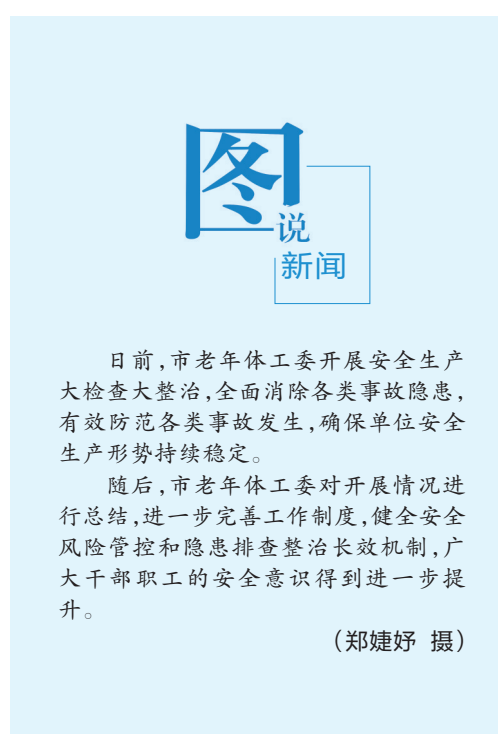 图
说
新闻
日前,市老年体工委开展安全生产
大检查大整治,全面消除各类事故隐患,
有效防范各类事故发生,确保单位安全
生产形势持续稳定。
随后,市老年体工委对开展情况进
行总结,进一步完善工作制度,健全安全
风险管控和隐患排查整治长效机制,广
大干部职工的安全意识得到进一步提
升。
(郑婕妤 摄)